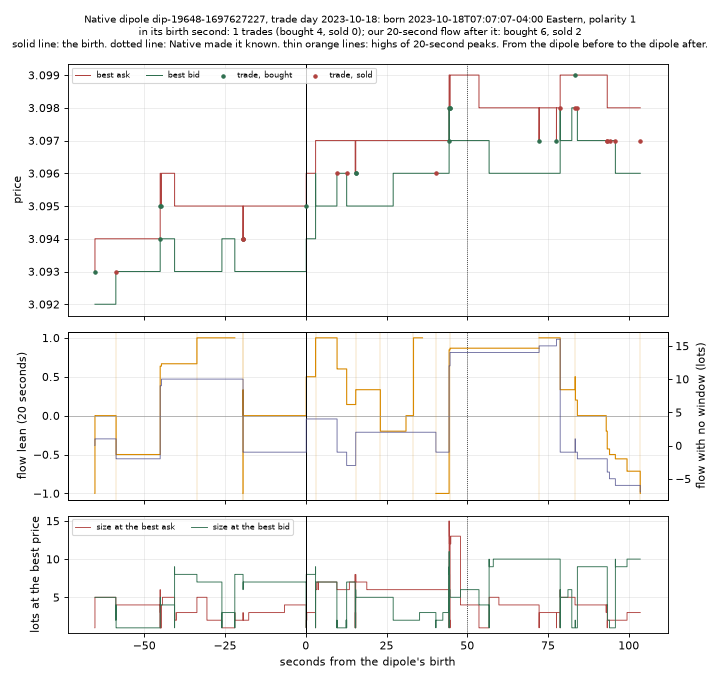 Native dipole dip-19648-1697627227, trade day 2023-10-18: born 2023-10-18T07:07:07-04:00 Eastern, polarity 1
in its birth second: 1 trades (bought 4, sold 0); our 20-second flow after it: bought 6, sold 2
solid line: the birth. dotted line: Native made it known. thin orange lines: highs of 20-second peaks. From the dipole before to the dipole after.
best ask
best bid
trade, bought
trade, sold
3.099
3.098
3.097
3.096
3.095
3.094
3.093
3.092
price
1.0
0.5
0.0
−0.5
−1.0
flow lean (20 seconds)
15
10
5
0
−5
flow with no window (lots)
size at the best ask
size at the best bid
15
10
5
lots at the best price
−50
−25
0
25
50
75
100
seconds from the dipole's birth